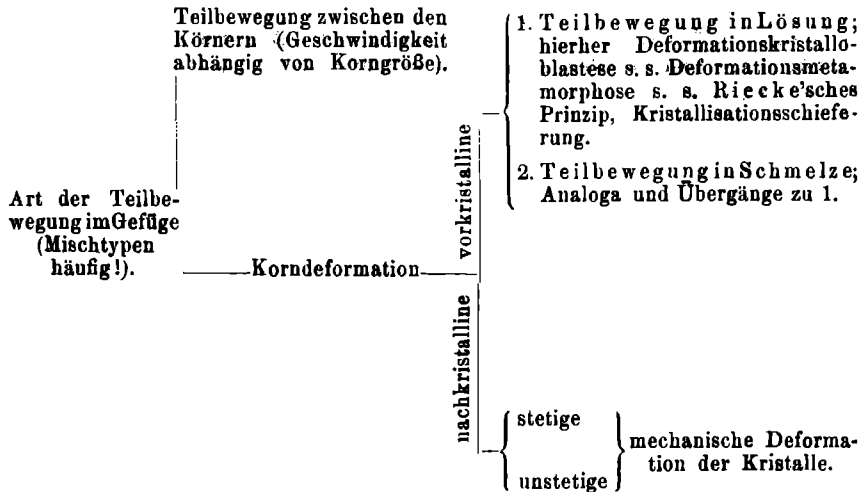 Teilbewegung zwischen den
Körnern (Geschwindigkeit
abhängig von Korngröße).
Art der Teilbe-
wegung im Gefüge
(Mischtypen
häufig!).
Korndeformation
vorkristalline
1. Teilbewegung in Lösung;
hierher Deformationskristallo-
blastese s. s. Deformationsmeta-
morphose s. s. Riecke'sches
Prinzip, Kristallisationsschiefe-
rung.
2. Teilbewegung in Schmelze;
Analoga und Übergänge zu 1.
nachkristalline
stetige
unstetige
mechanische Deforma-
tion der Kristalle.